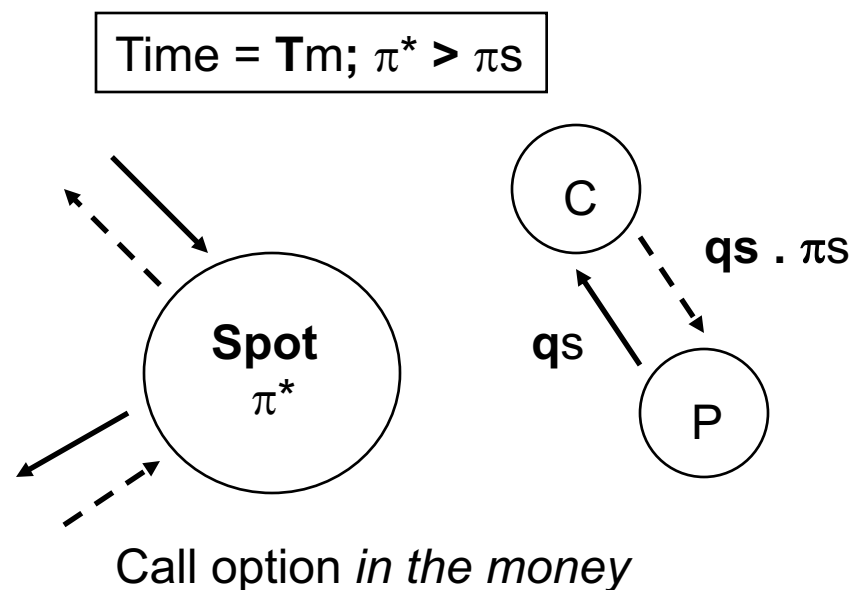 Time = Tm; π* > πs
C
qs . πs
Spot
π*
qs
P
Call option in the money